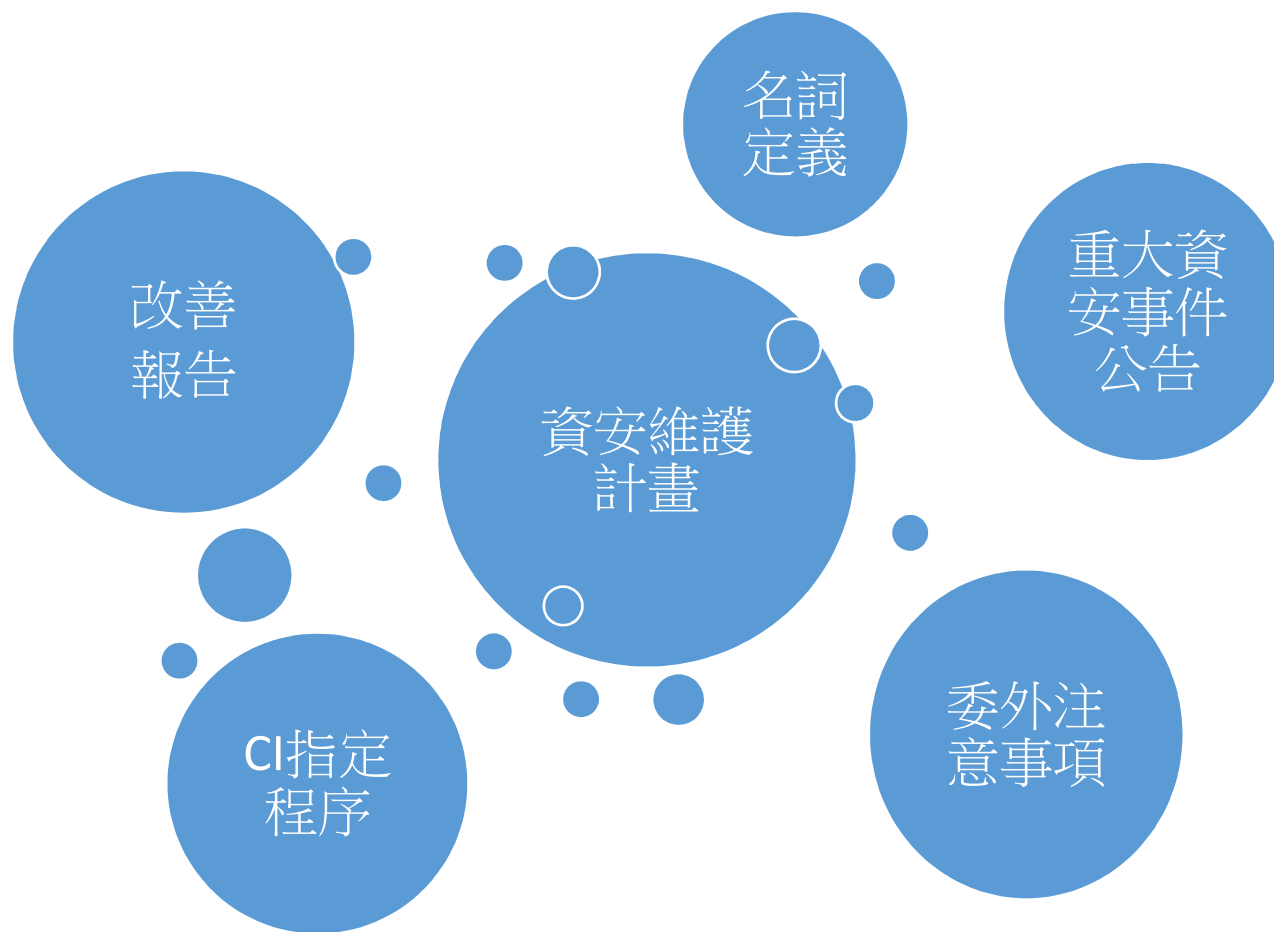 名詞
定義
重大資
安事件
公告
改善
報告
資安維護
計畫
委外注
意事項
CI指定
程序